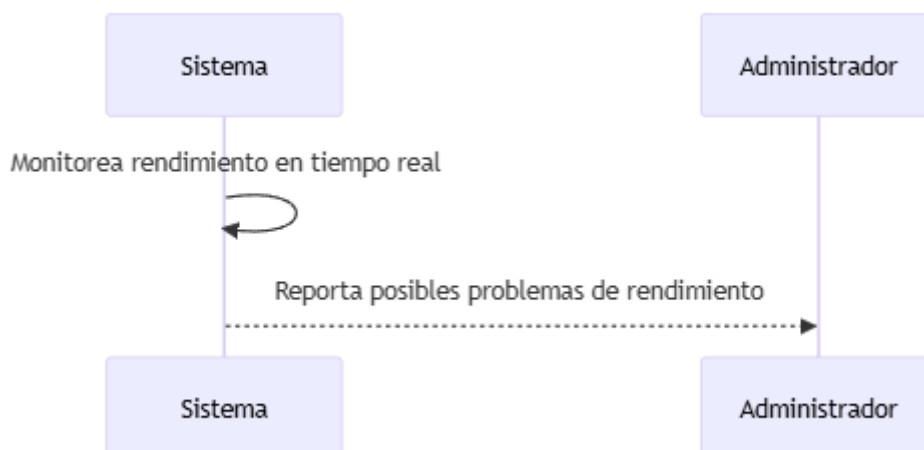 Sistema
Administrador
Monitorea rendimiento en tiempo real
Reporta posibles problemas de rendimiento
Sistema
Administrador